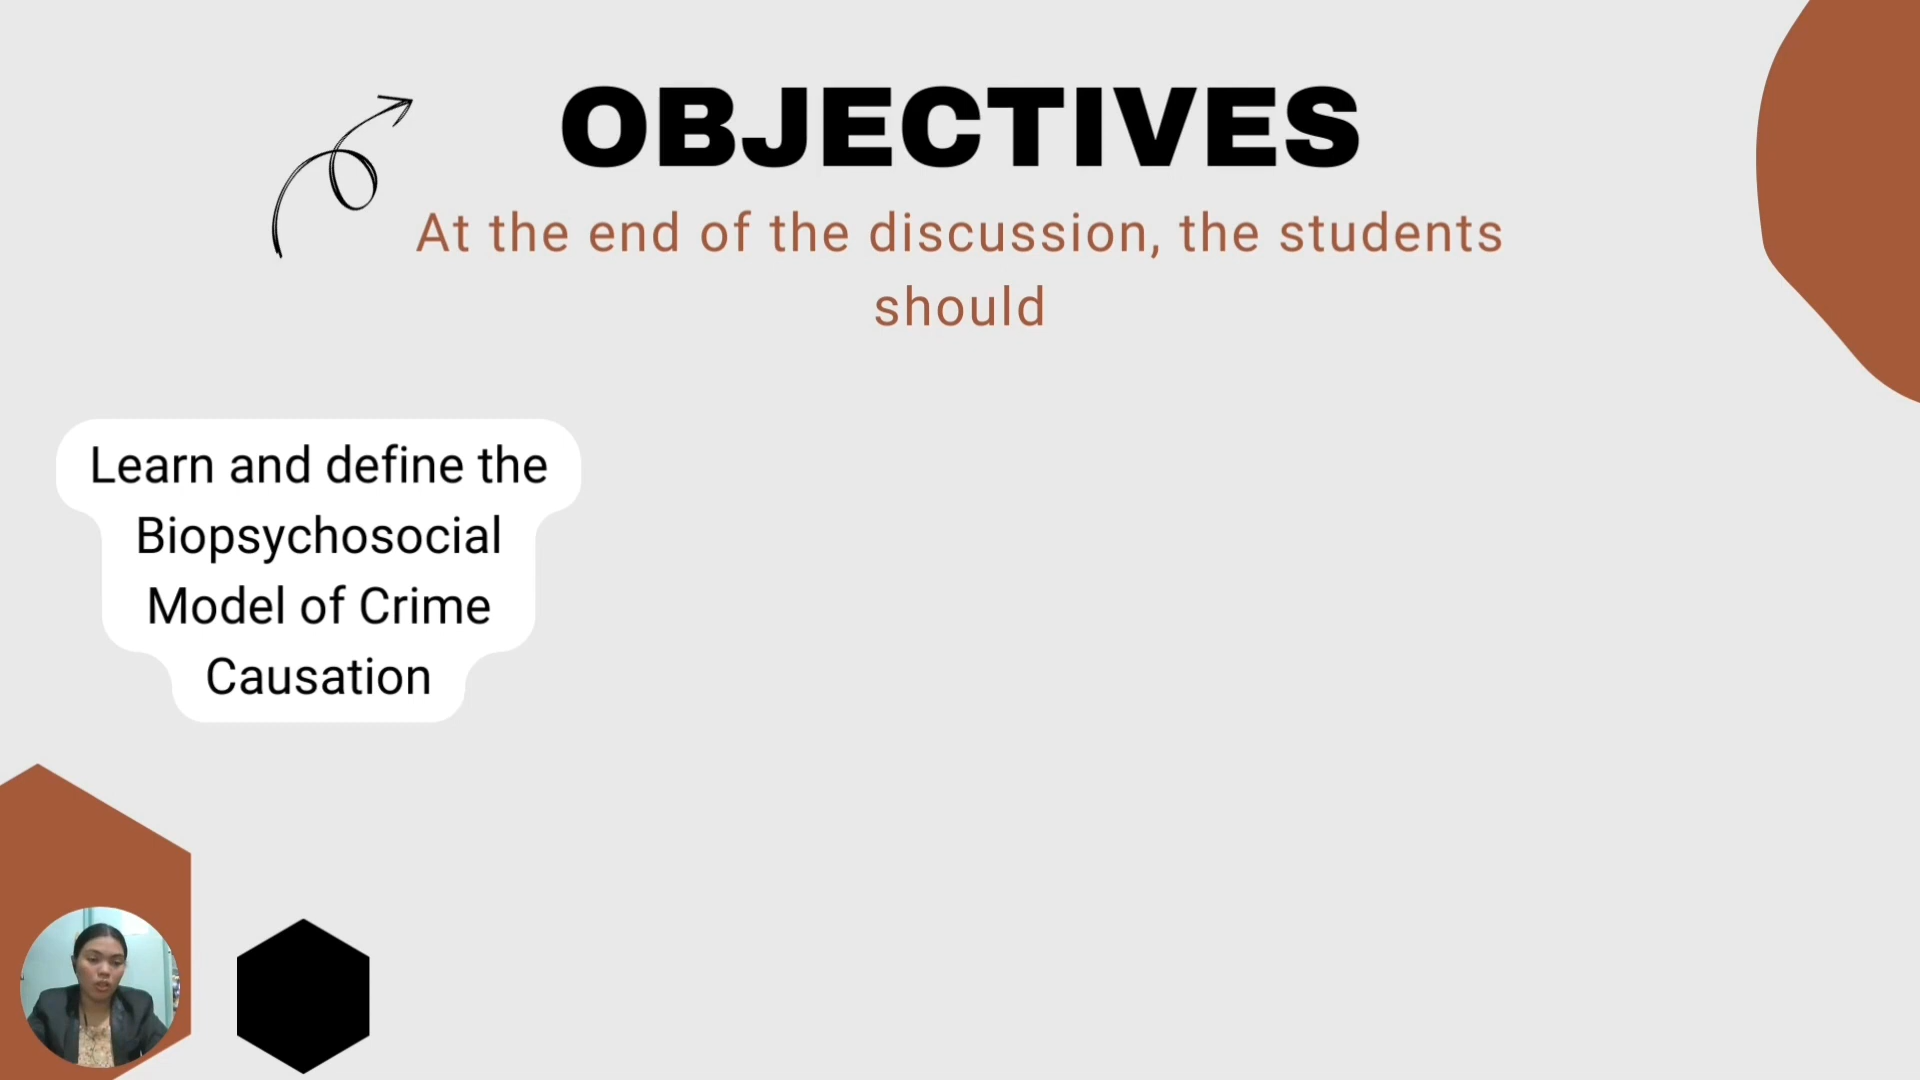 OBJECTIVES
At the end of the discussion, the students
should
Learn and define the
Biopsychosocial
Model of Crime
Causation